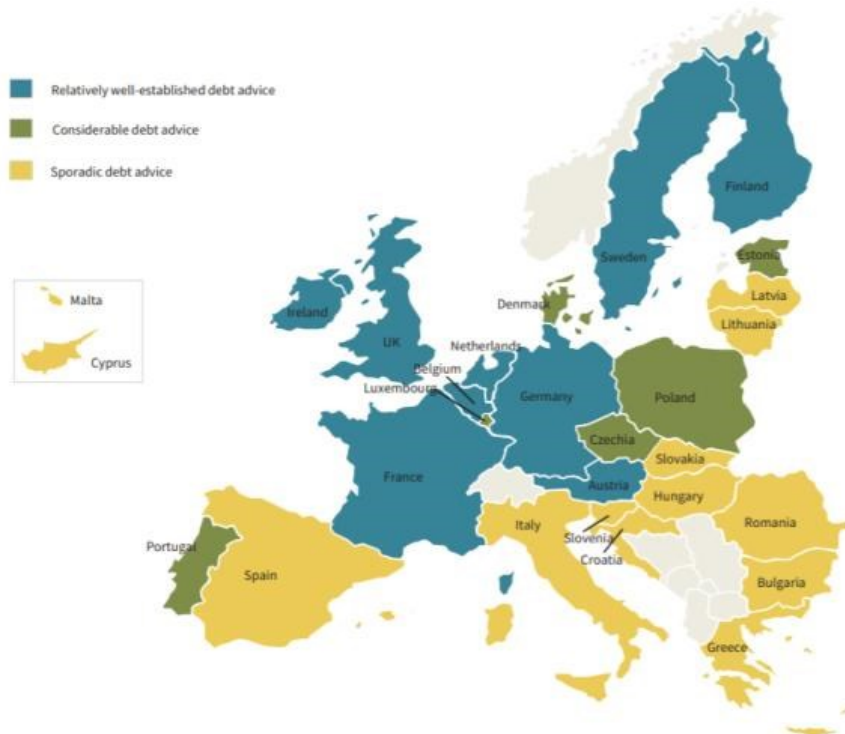 Relatively well-established debt advice
Considerable debt advice
Sporadic debt advice
Finland
Sweden
Estonia
Malta
Latvia
Denmark
Ireland
Lithuania
UK
Netherlands
Cyprus
Belgium
Luxembourg
Germany
Poland
Czechia
Slovakia
France
Austria
Hungary
Italy
Romania
Slovenia
Portugal
Croatia
Spain
Bulgaria
Greece